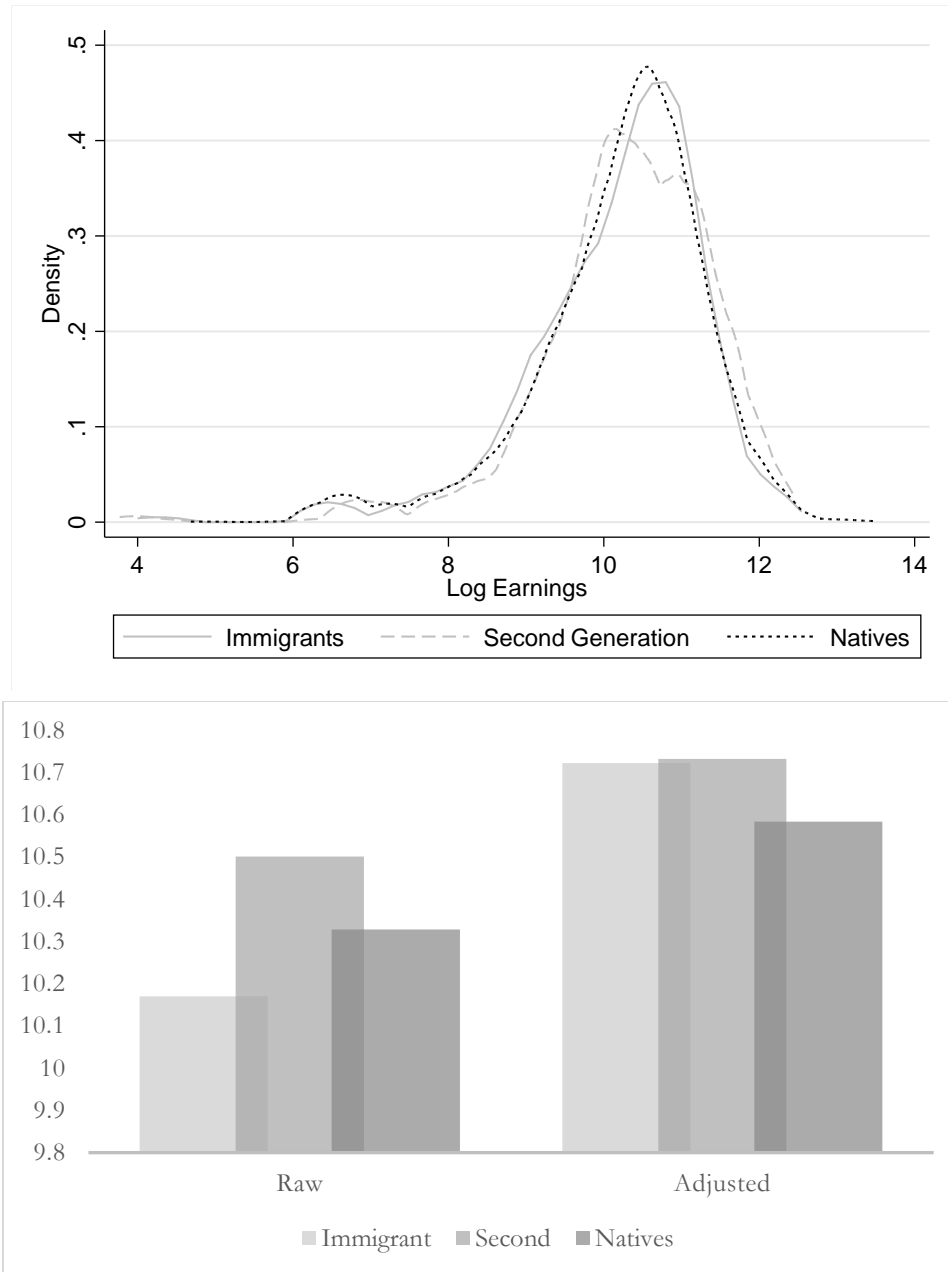 .5
.4
.3
.2
.1
0
Density
4 6 8 10 12 14
Log Earnings
Immigrants Second Generation Natives
10.8
10.7
10.6
10.5
10.4
10.3
10.2
10.1
10
9.9
9.8
Raw Adjusted
Immigrant Second Natives